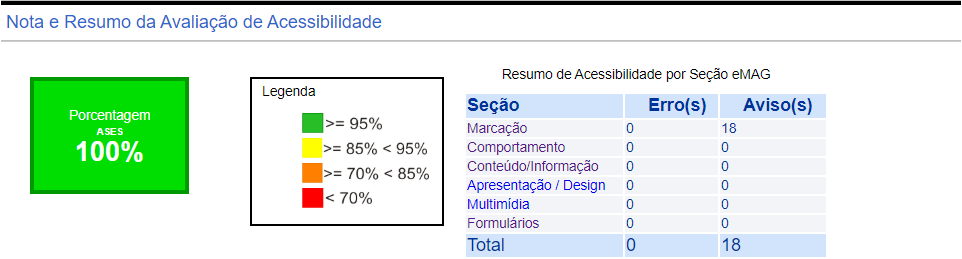 Nota e Resumo da Avaliação de Acessibilidade
Porcentagem
ASES
100%
Legenda
>= 95%
>= 85% < 95%
>= 70% < 85%
< 70%
Resumo de Acessibilidade por Seção eMAG
Seção Erro(s) Aviso(s)
Marcação 0 18
Comportamento 0 0
Conteúdo/Informação 0 0
Apresentação / Design 0 0
Multimídia 0 0
Formulários 0 0
Total 0 18